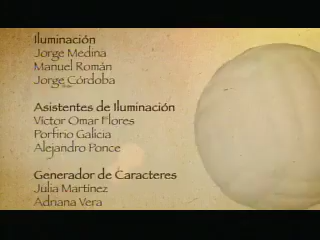 Iluminación
Jorge Medina
Manuel Román
Jorge Córdoba
Asistentes de Iluminación
Víctor Omar Flores
Porfirio Galicia
Alejandro Ponce
Generador de Caracteres
Julia Martínez
Adriana Vera